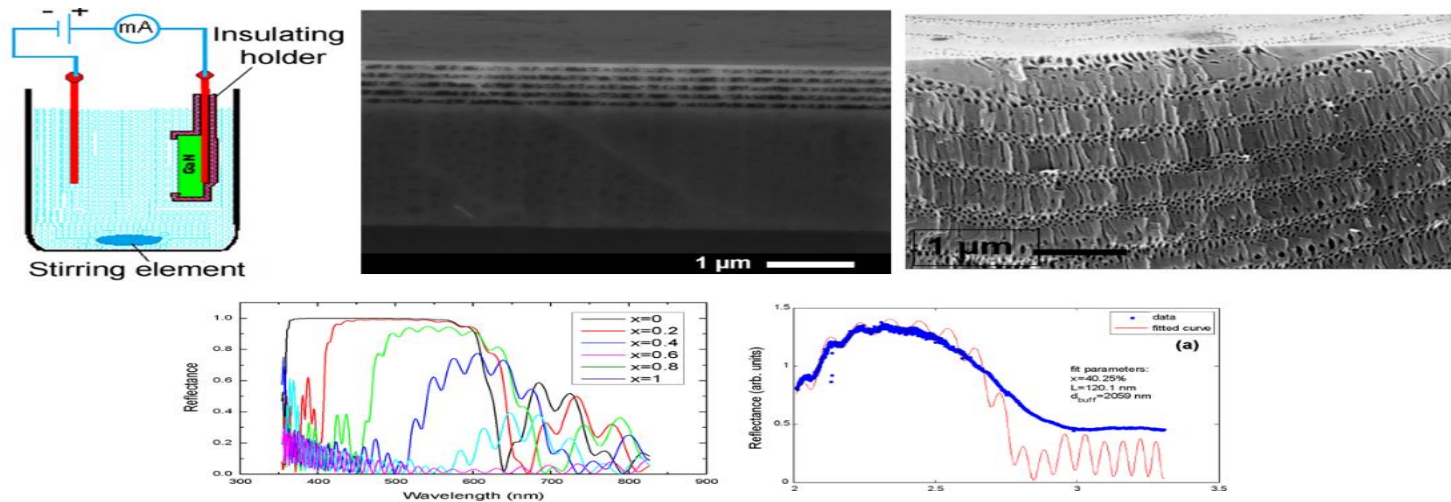 - +
mA
Insulating
holder
GaN
Stirring element
1 µm
1 µm
1.0
0.8
0.6
0.4
0.2
0.0
Reflectance
300 400 500 600 700 800 900
Wavelength (nm)
x=0
x=0.2
x=0.4
x=0.6
x=0.8
x=1
1.5
1
0.5
0
Reflectance (arb. units)
2 2.5 3 3.5
data
fitted curve
(a)
fit parameters:
x=40.25%
L=120.1 nm
d_buff=2059 nm